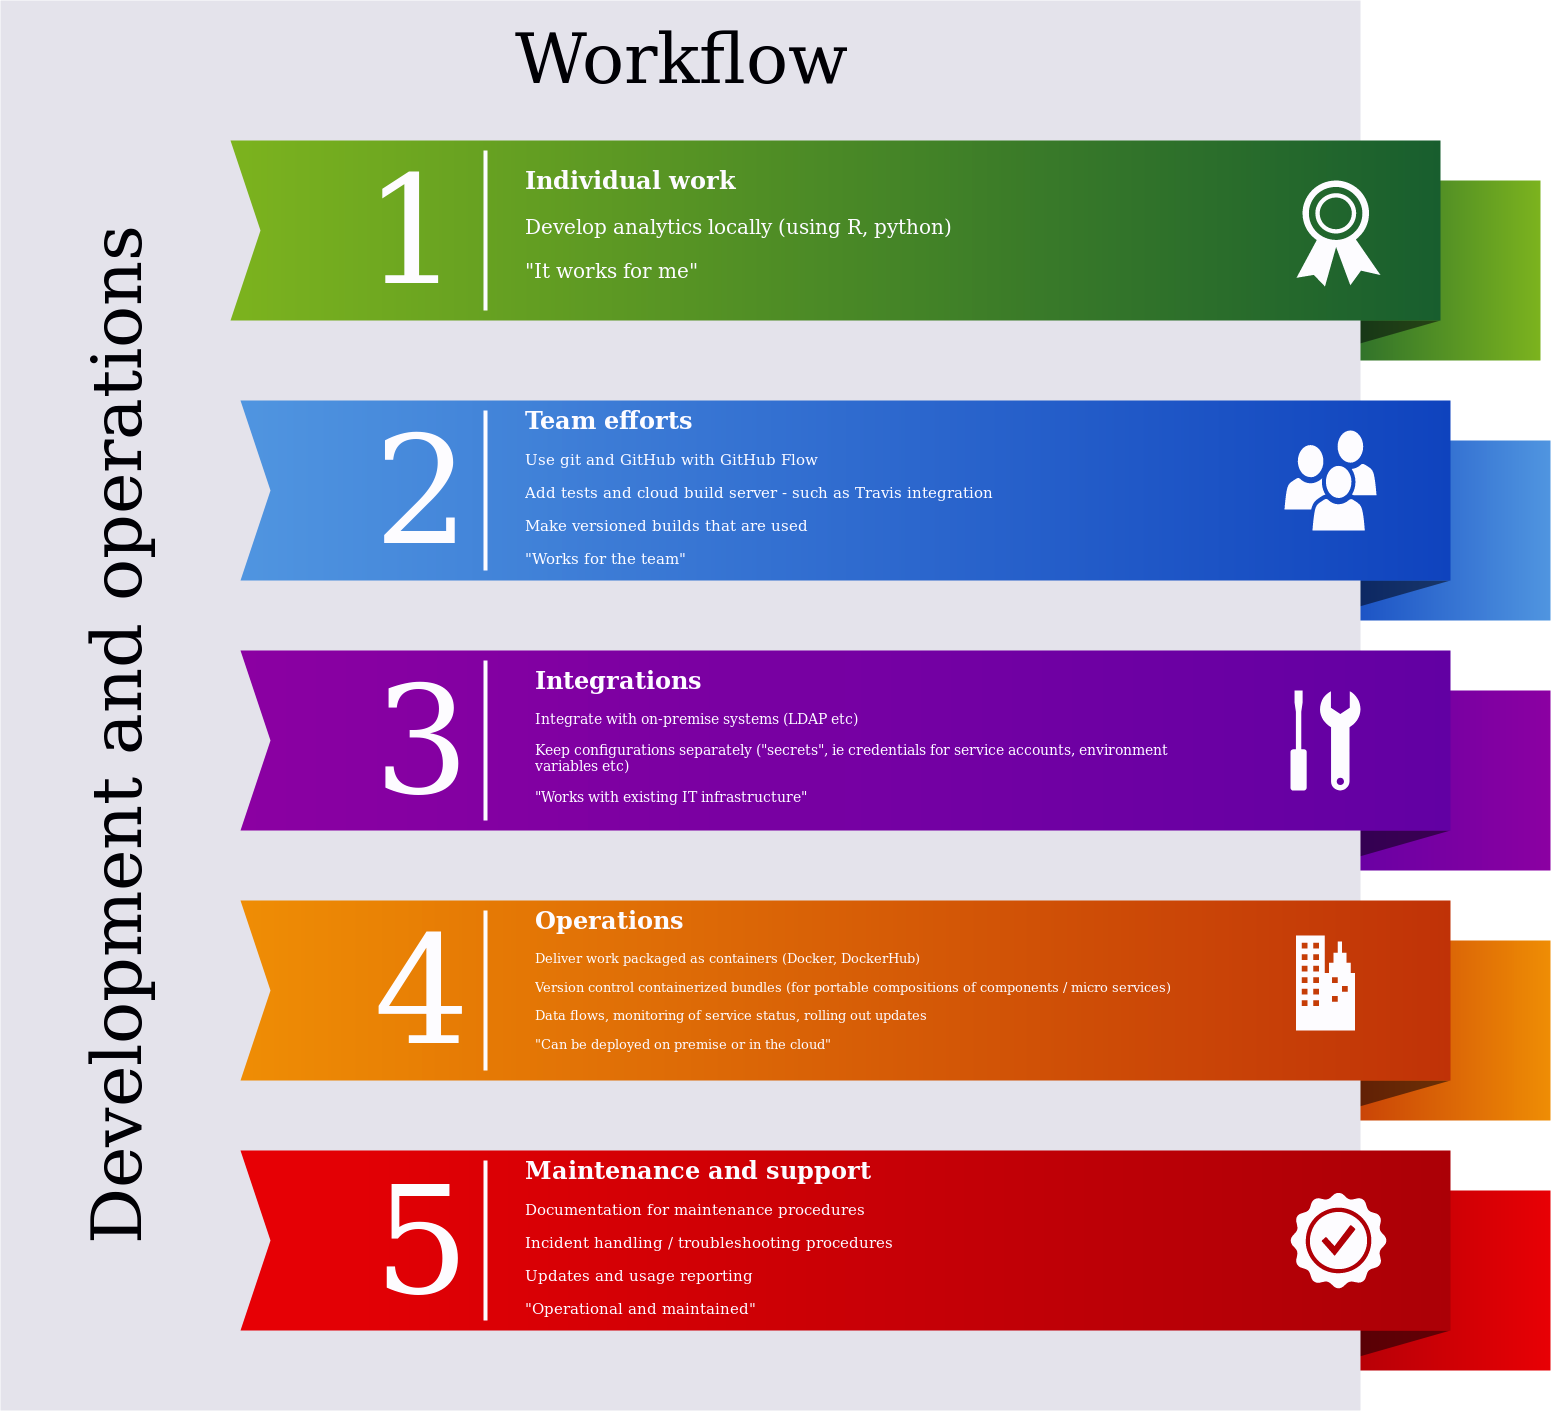 Workflow
Development and operations
1
Individual work
Develop analytics locally (using R, python)
"It works for me"
2
Team efforts
Use git and GitHub with GitHub Flow
Add tests and cloud build server - such as Travis integration
Make versioned builds that are used
"Works for the team"
3
Integrations
Integrate with on-premise systems (LDAP etc)
Keep configurations separately ("secrets", ie credentials for service accounts, environment
variables etc)
"Works with existing IT infrastructure"
4
Operations
Deliver work packaged as containers (Docker, DockerHub)
Version control containerized bundles (for portable compositions of components / micro services)
Data flows, monitoring of service status, rolling out updates
"Can be deployed on premise or in the cloud"
5
Maintenance and support
Documentation for maintenance procedures
Incident handling / troubleshooting procedures
Updates and usage reporting
"Operational and maintained"